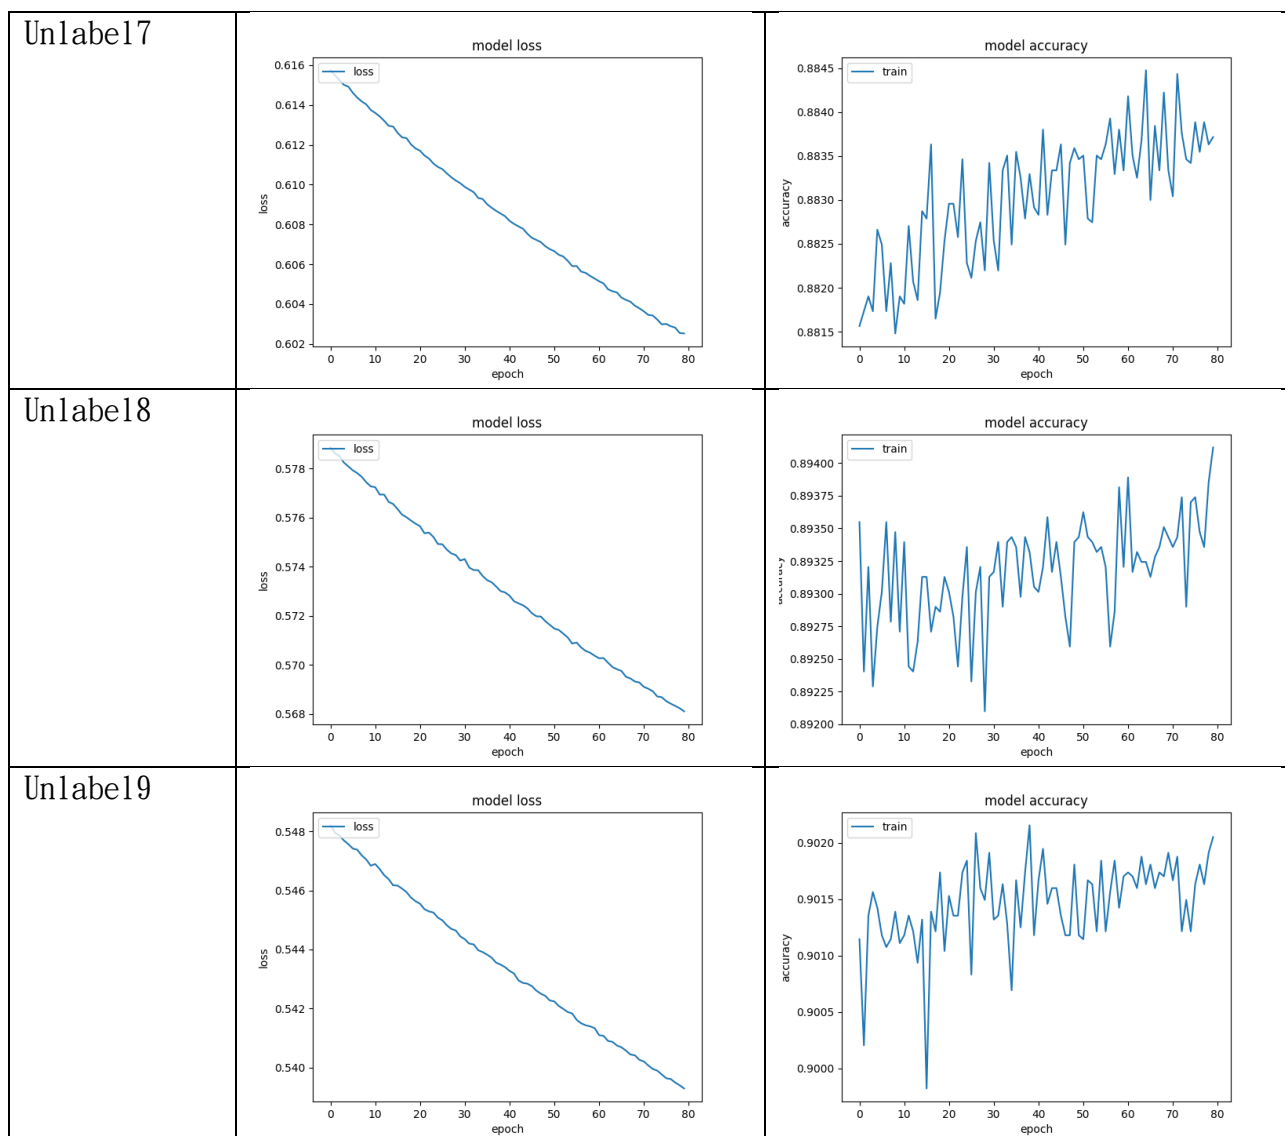 Unlabel7
model loss
loss
0.616
0.614
0.612
0.610
0.608
0.606
0.604
0.602
loss
0 10 20 30 40 50 60 70 80
epoch
model accuracy
train
0.8845
0.8840
0.8835
0.8830
0.8825
0.8820
0.8815
accuracy
0 10 20 30 40 50 60 70 80
epoch
Unlabel8
model loss
loss
0.578
0.576
0.574
0.572
0.570
0.568
loss
0 10 20 30 40 50 60 70 80
epoch
model accuracy
train
0.89400
0.89375
0.89350
0.89325
0.89300
0.89275
0.89250
0.89225
0.89200
accuracy
0 10 20 30 40 50 60 70 80
epoch
Unlabel9
model loss
loss
0.548
0.546
0.544
0.542
0.540
loss
0 10 20 30 40 50 60 70 80
epoch
model accuracy
train
0.9020
0.9015
0.9010
0.9005
0.9000
accuracy
0 10 20 30 40 50 60 70 80
epoch